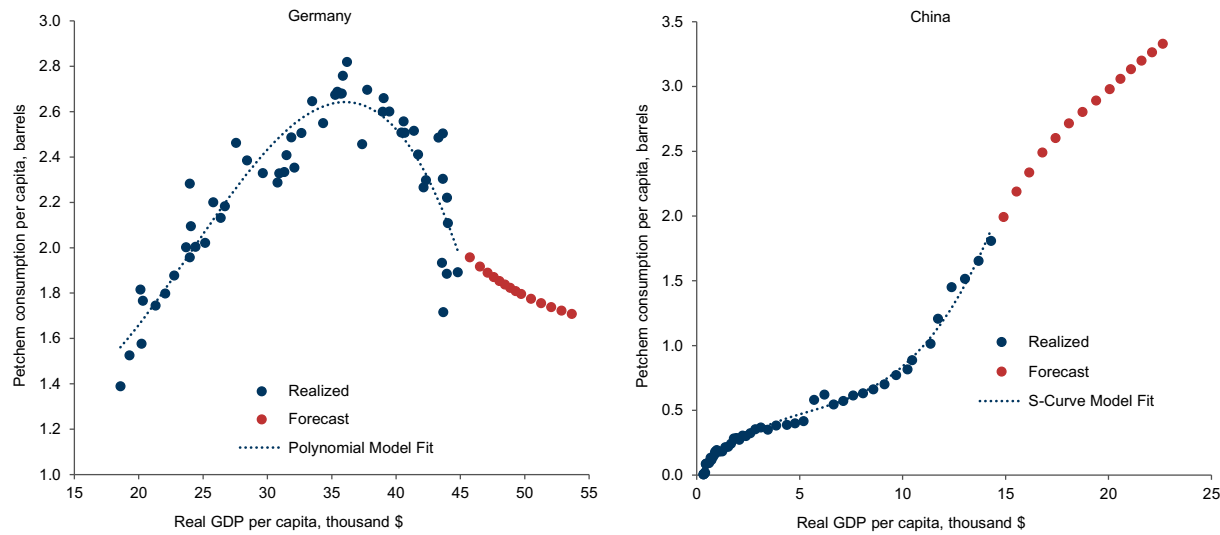 Germany
Petchem consumption per capita, barrels
3.0
2.8
2.6
2.4
2.2
2.0
1.8
1.6
1.4
1.2
1.0
Realized
Forecast
Polynomial Model Fit
15 20 25 30 35 40 45 50 55
Real GDP per capita, thousand $
China
Petchem consumption per capita, barrels
3.5
3.0
2.5
2.0
1.5
1.0
0.5
0.0
Realized
Forecast
S-Curve Model Fit
0 5 10 15 20 25
Real GDP per capita, thousand $